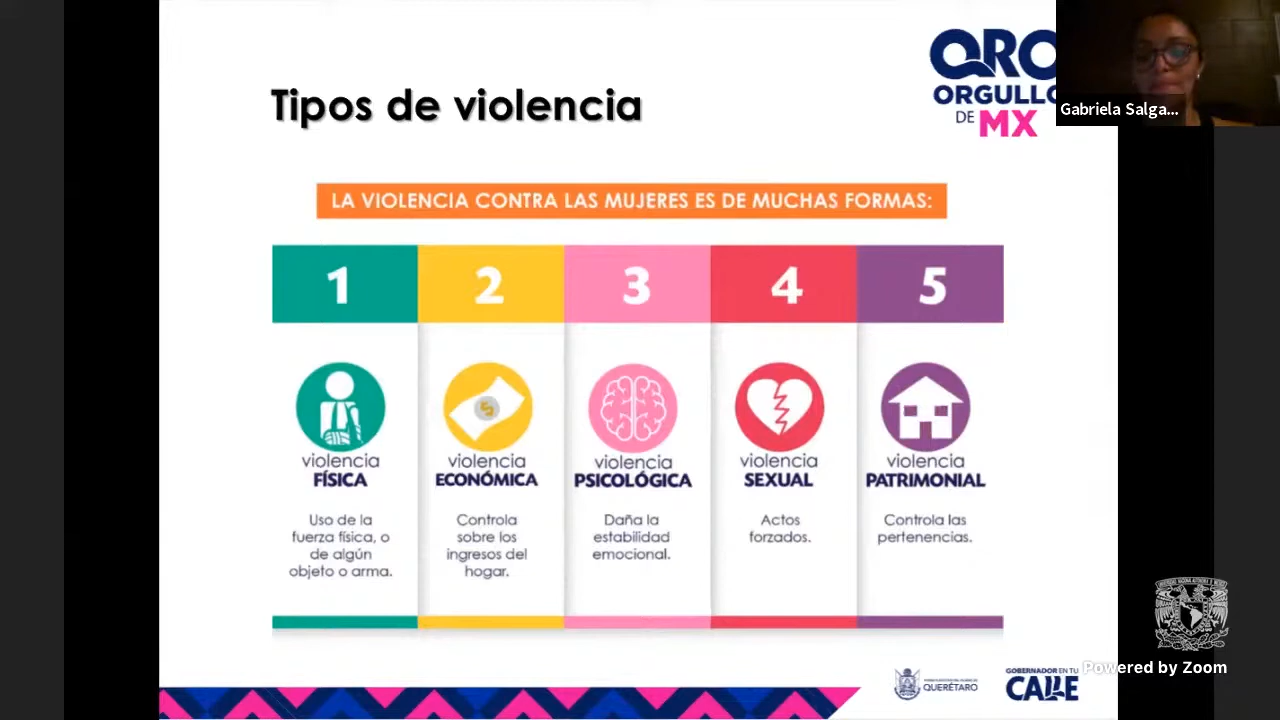 QRO
ORGULLO
DE MX
Gabriela Salga...
Tipos de violencia
LA VIOLENCIA CONTRA LAS MUJERES ES DE MUCHAS FORMAS:
1
2
3
4
5
violencia
FÍSICA
Uso de la
fuerza física, o
de algún
objeto o arma.
violencia
ECONÓMICA
Controla
sobre los
ingresos del
hogar.
violencia
PSICOLÓGICA
Daña la
estabilidad
emocional.
violencia
SEXUAL
Actos
forzados.
violencia
PATRIMONIAL
Controla las
pertenencias.
QUERÉTARO
GOBERNADOR EN TU
CALLE
Powered by Zoom